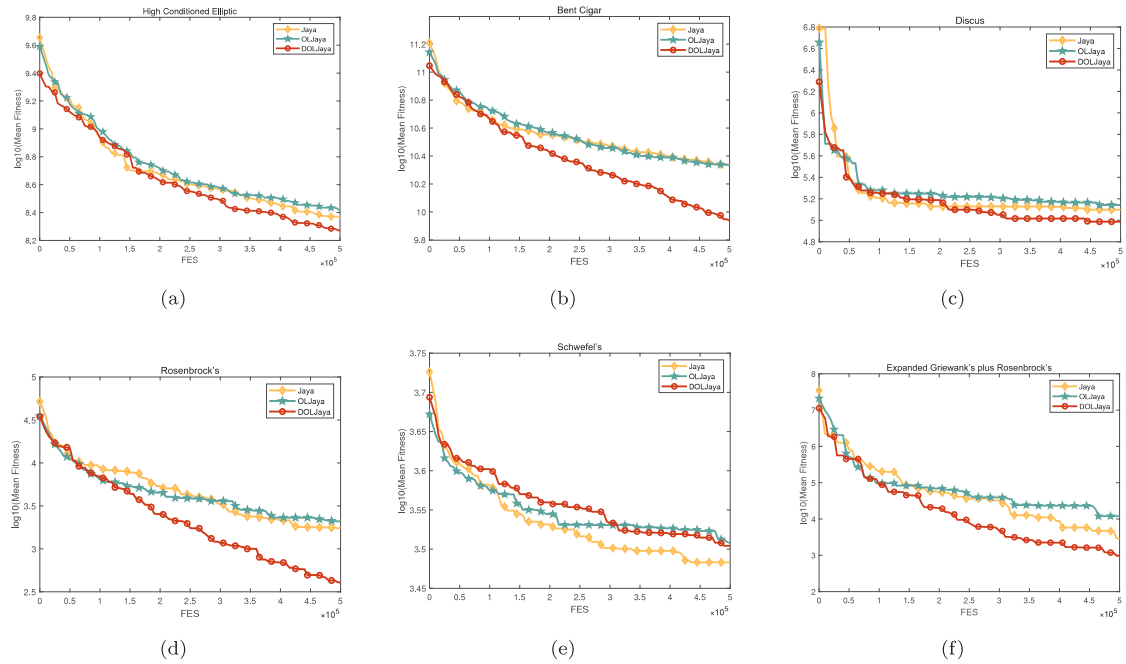 High Conditioned Elliptic
log10(Mean Fitness)
9.8
9.6
9.4
9.2
9
8.8
8.6
8.4
8.2
Jaya
OLJaya
DOLJaya
0 0.5 1 1.5 2 2.5 3 3.5 4 4.5 5
FES
×10^5
(a)
Bent Cigar
log10(Mean Fitness)
11.2
11
10.8
10.6
10.4
10.2
10
9.8
Jaya
OLJaya
DOLJaya
0 0.5 1 1.5 2 2.5 3 3.5 4 4.5 5
FES
×10^5
(b)
Discus
log10(Mean Fitness)
6.8
6.6
6.4
6.2
6
5.8
5.6
5.4
5.2
5
4.8
Jaya
OLJaya
DOLJaya
0 0.5 1 1.5 2 2.5 3 3.5 4 4.5 5
FES
×10^5
(c)
Rosenbrock's
log10(Mean Fitness)
5
4.5
4
3.5
3
2.5
Jaya
OLJaya
DOLJaya
0 0.5 1 1.5 2 2.5 3 3.5 4 4.5 5
FES
×10^5
(d)
Schwefel's
log10(Mean Fitness)
3.75
3.7
3.65
3.6
3.55
3.5
3.45
Jaya
OLJaya
DOLJaya
0 0.5 1 1.5 2 2.5 3 3.5 4 4.5 5
FES
×10^5
(e)
Expanded Griewank's plus Rosenbrock's
log10(Mean Fitness)
8
7
6
5
4
3
2
Jaya
OLJaya
DOLJaya
0 0.5 1 1.5 2 2.5 3 3.5 4 4.5 5
FES
×10^5
(f)